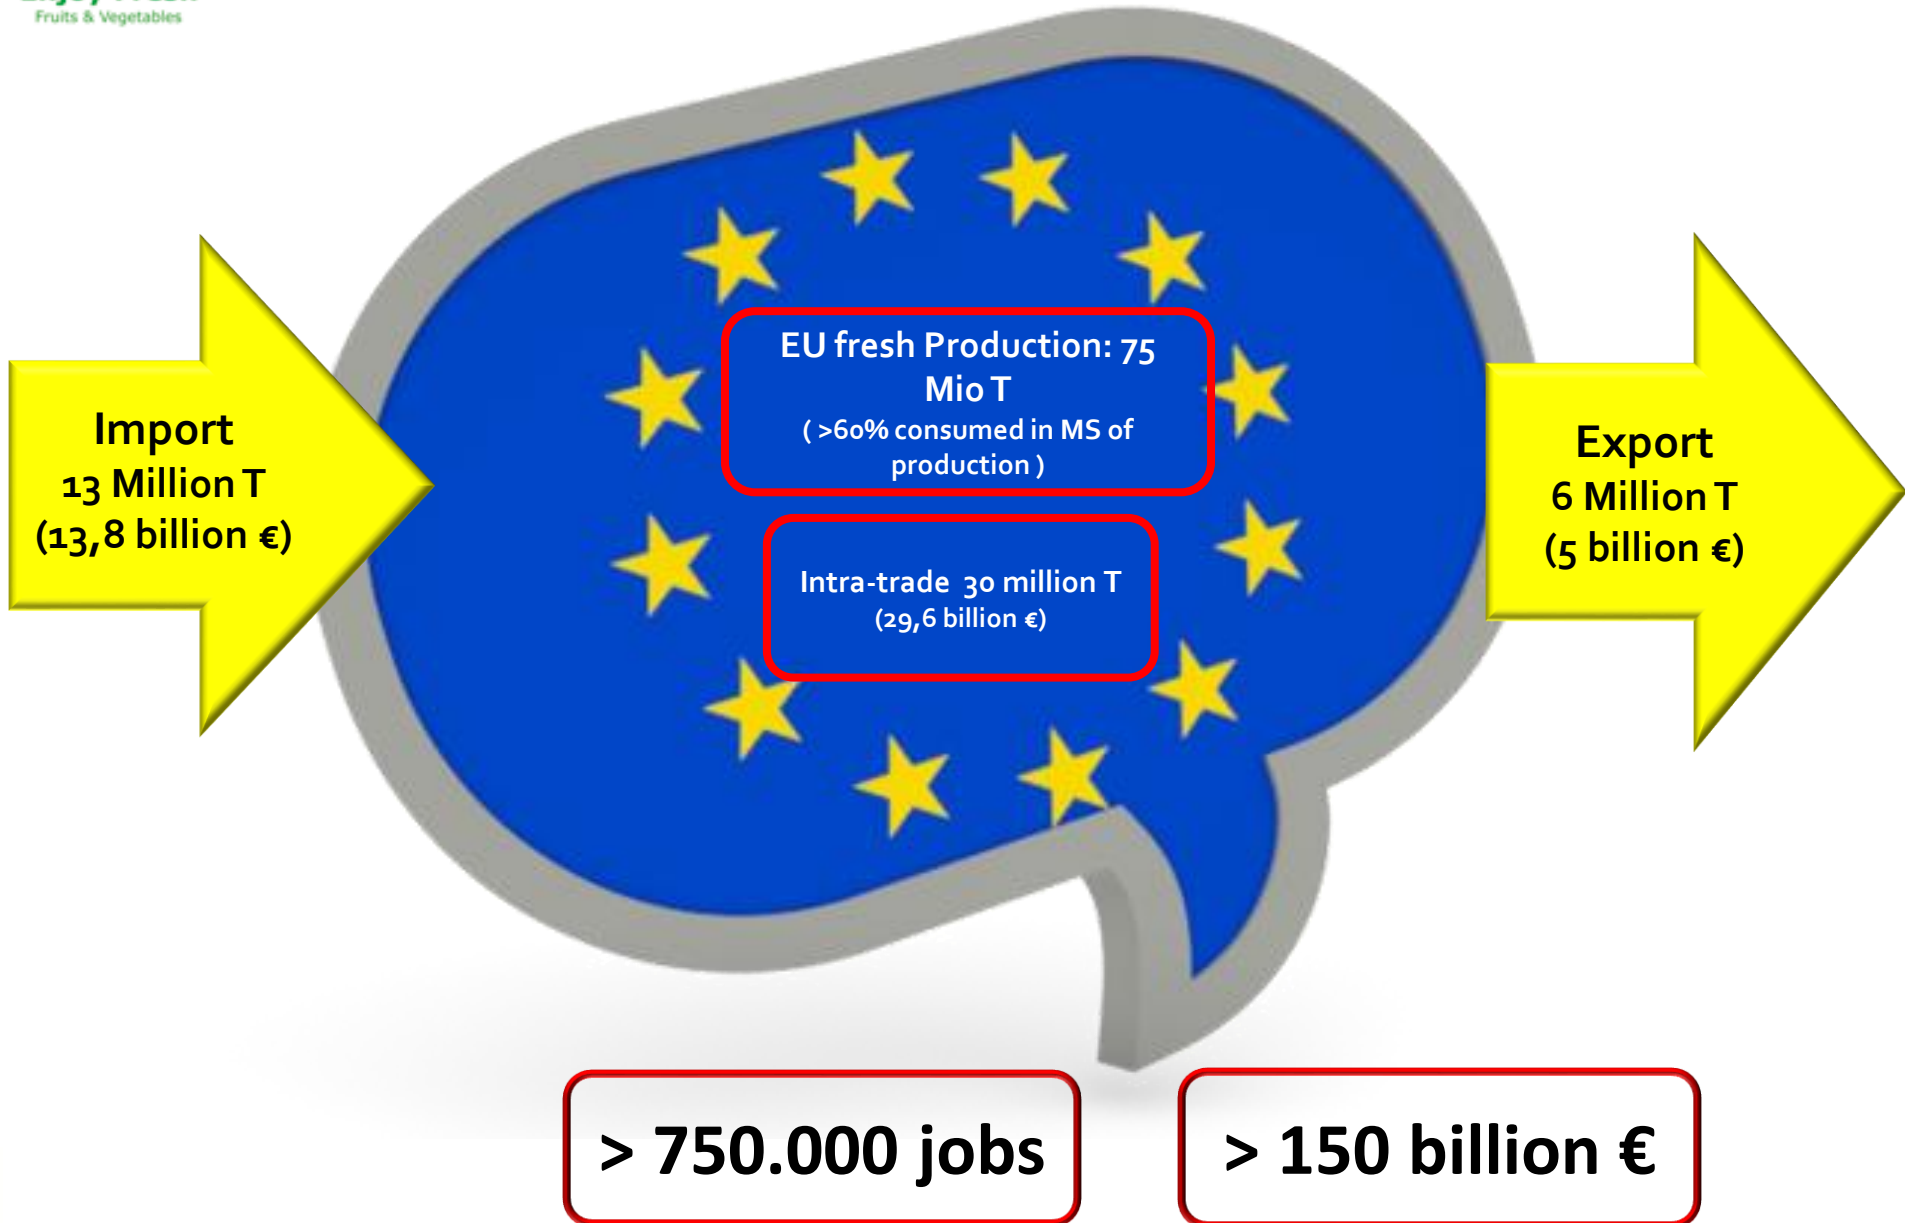 Fruits & Vegetables
EU fresh Production: 75
Mio T
( >60% consumed in MS of
production )
Import
13 Million T
(13,8 billion €)
Export
6 Million T
(5 billion €)
Intra-trade 30 million T
(29,6 billion €)
> 750.000 jobs
> 150 billion €